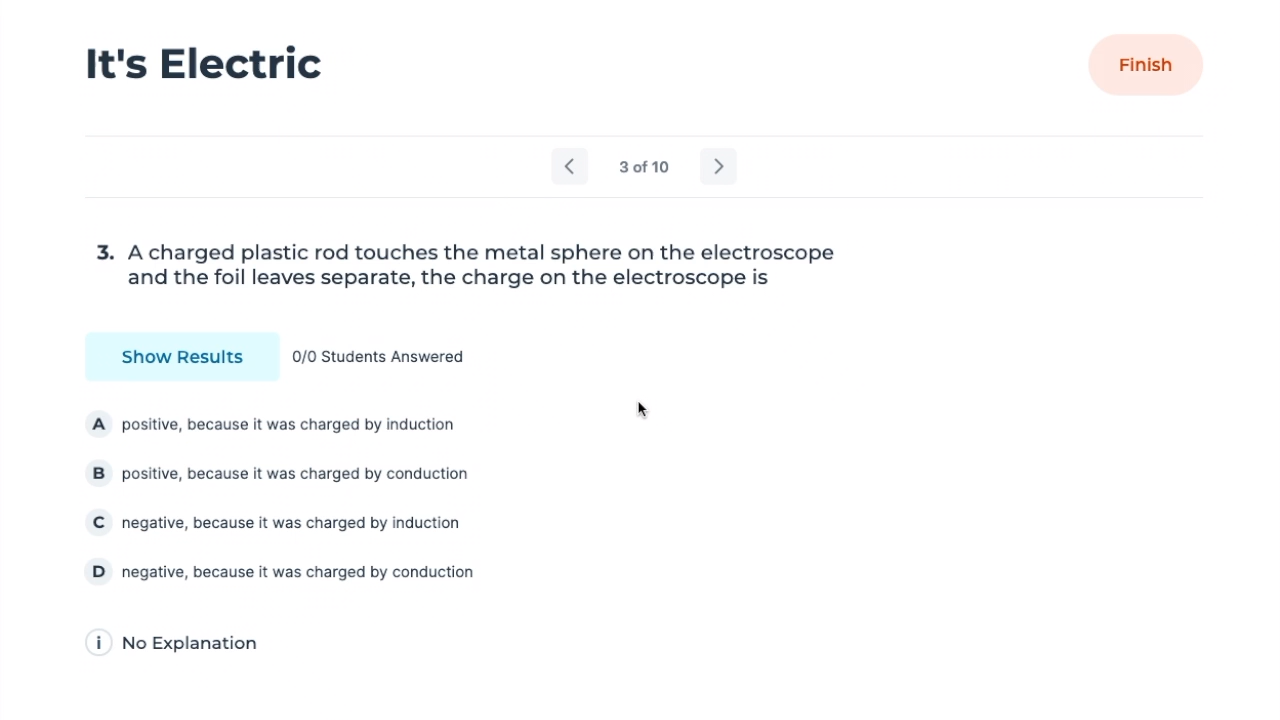 It's Electric
Finish
3 of 10
3. A charged plastic rod touches the metal sphere on the electroscope
and the foil leaves separate, the charge on the electroscope is
Show Results
0/0 Students Answered
A positive, because it was charged by induction
B positive, because it was charged by conduction
C negative, because it was charged by induction
D negative, because it was charged by conduction
i No Explanation